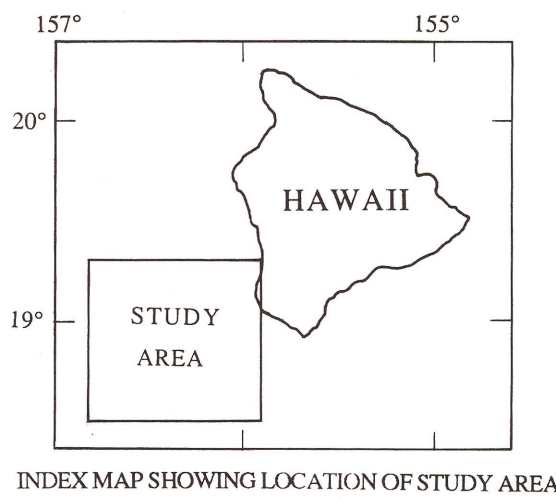 157° 155°
20°
HAWAII
19°
STUDY
AREA
INDEX MAP SHOWING LOCATION OF STUDY AREA